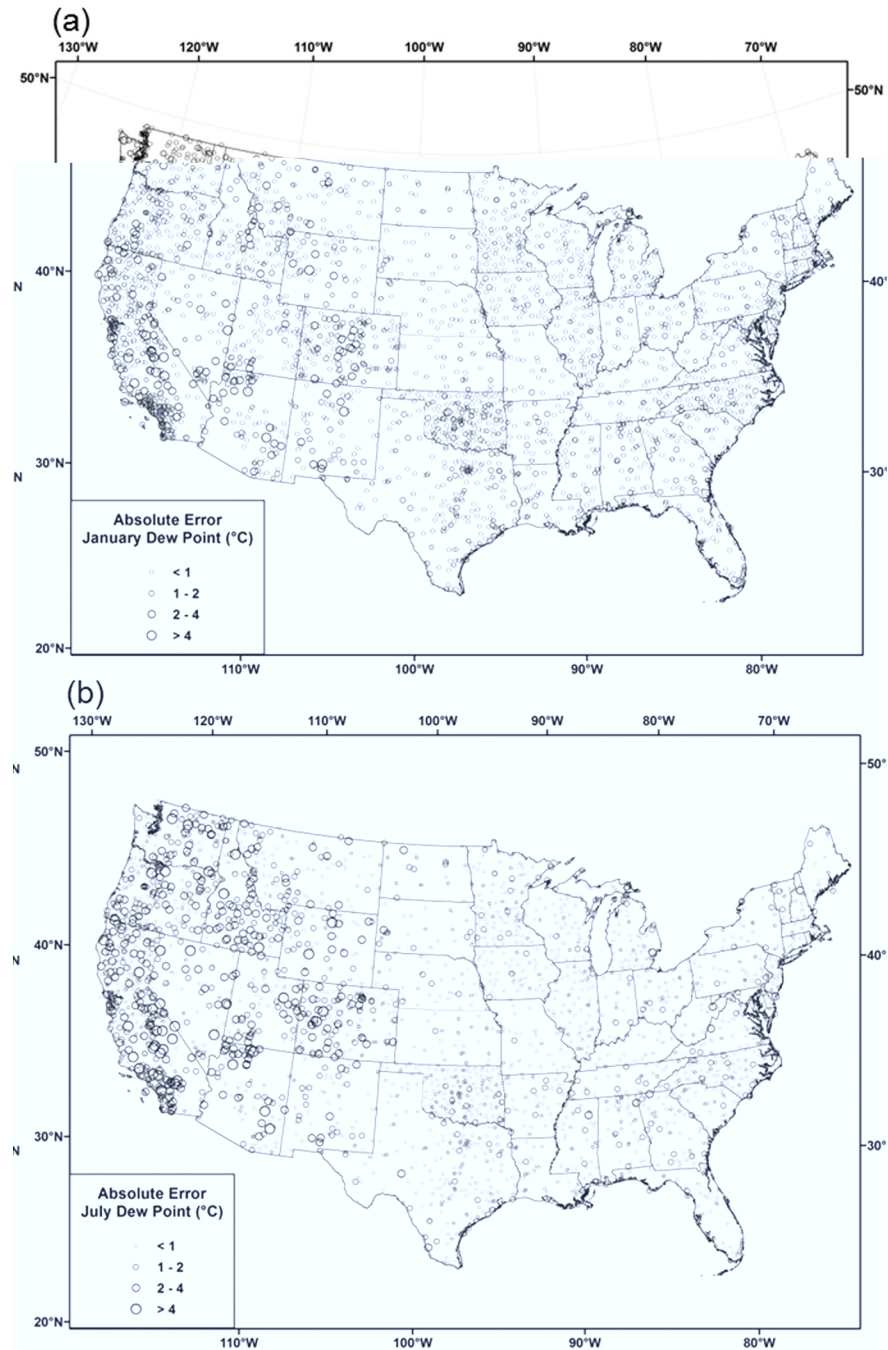 (a)
130°W 120°W 110°W 100°W 90°W 80°W 70°W
50°N 50°N
40°N 40°
N
30°N 30°
N
Absolute Error
January Dew Point (°C)
< 1
1 - 2
2 - 4
> 4
20°N
110°W 100°W 90°W 80°W
(b)
130°W 120°W 110°W 100°W 90°W 80°W 70°W
50°N 50°
N
40°N 40°
N
30°N 30°
N
Absolute Error
July Dew Point (°C)
< 1
1 - 2
2 - 4
> 4
20°N
110°W 100°W 90°W 80°W